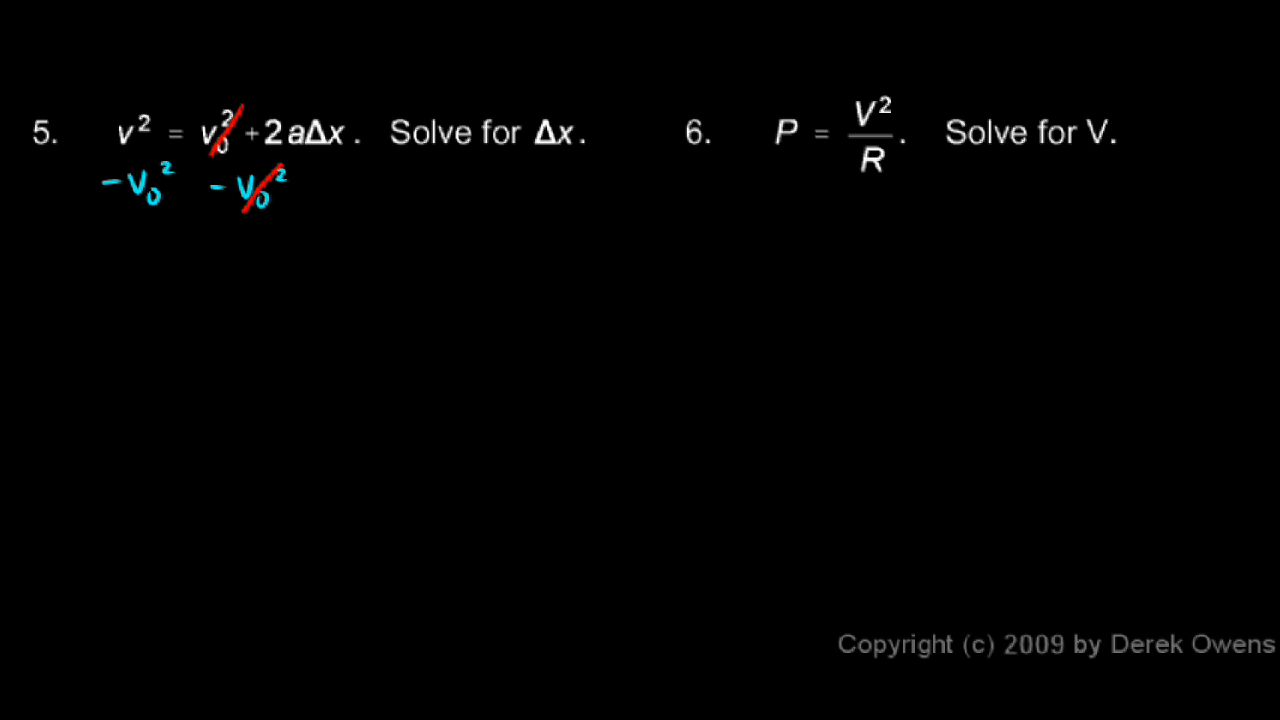 5. v² = v₀² + 2aΔx . Solve for Δx .
-v₀² -v₀²
6. P = V²/R . Solve for V.
Copyright (c) 2009 by Derek Owens